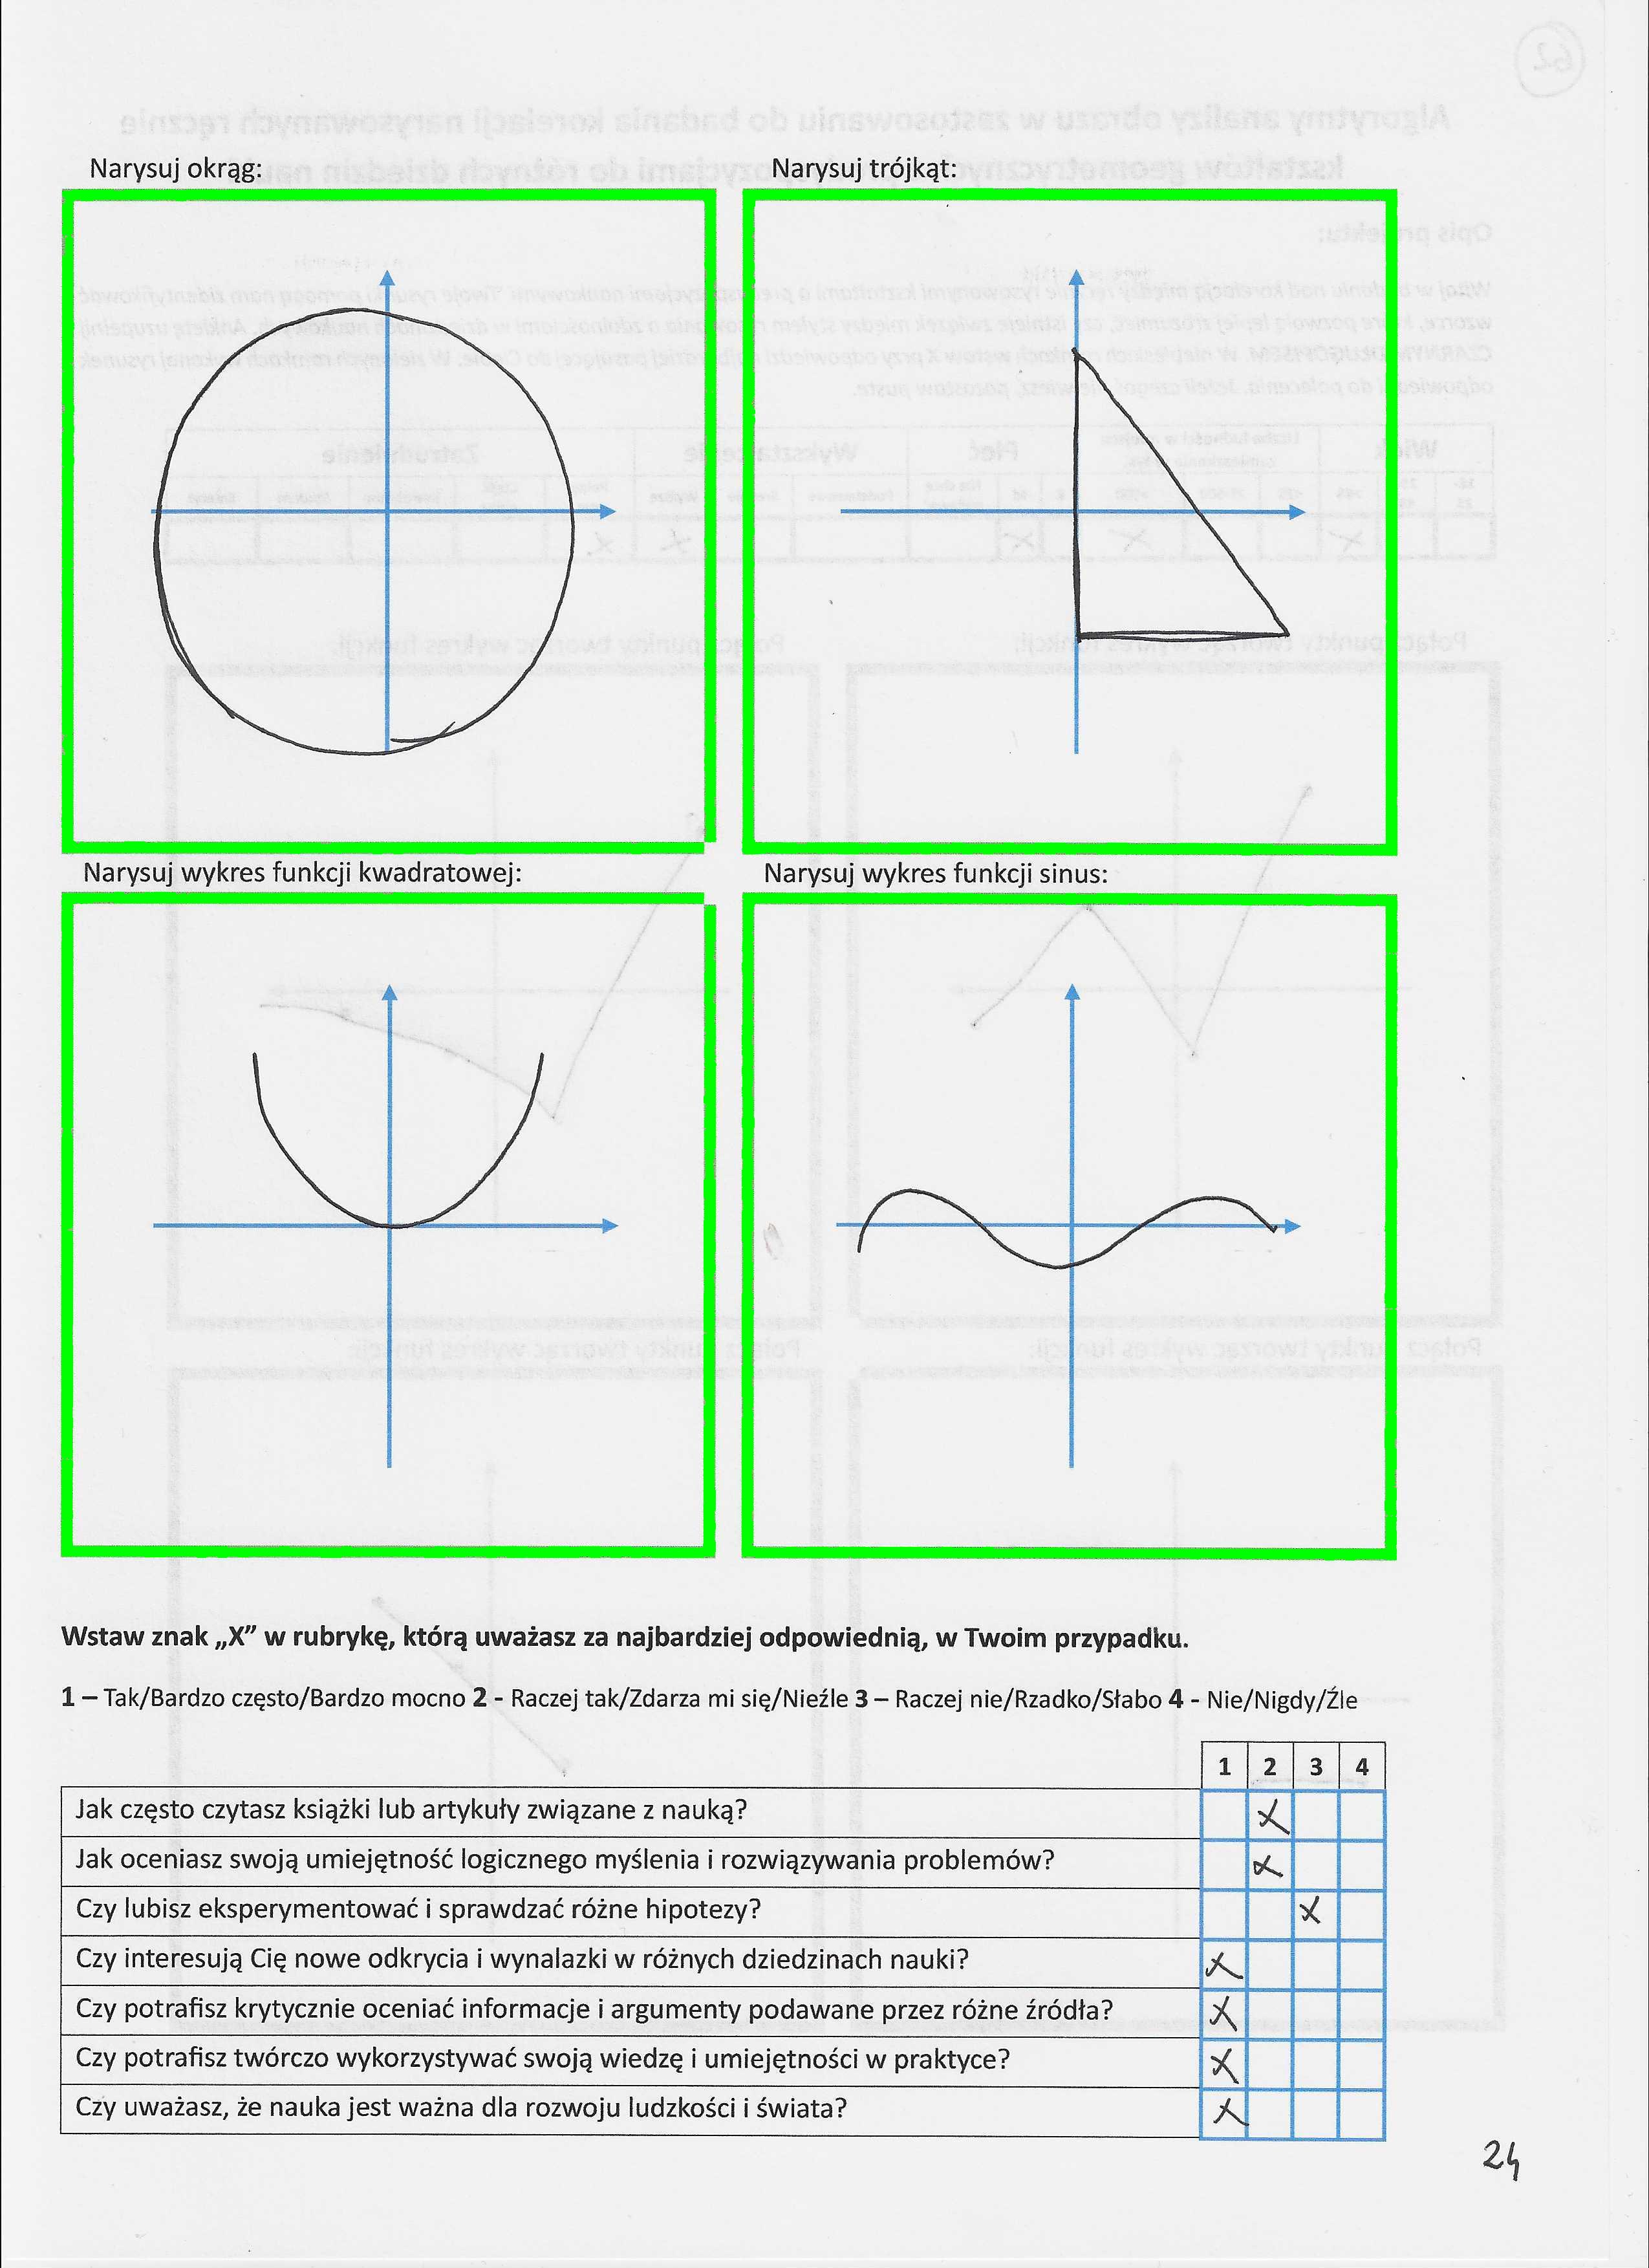 Narysuj okrąg:
Narysuj trójkąt:
Narysuj wykres funkcji kwadratowej:
Narysuj wykres funkcji sinus:
Wstaw znak „X” w rubrykę, którą uważasz za najbardziej odpowiednią, w Twoim przypadku.
1 – Tak/Bardzo często/Bardzo mocno 2 - Raczej tak/Zdarza mi się/Nieźle 3 – Raczej nie/Rzadko/Słabo 4 - Nie/Nigdy/Źle
1 2 3 4
Jak często czytasz książki lub artykuły związane z nauką? X
Jak oceniasz swoją umiejętność logicznego myślenia i rozwiązywania problemów? X
Czy lubisz eksperymentować i sprawdzać różne hipotezy? X
Czy interesują Cię nowe odkrycia i wynalazki w różnych dziedzinach nauki? X
Czy potrafisz krytycznie oceniać informacje i argumenty podawane przez różne źródła? X
Czy potrafisz twórczo wykorzystywać swoją wiedzę i umiejętności w praktyce? X
Czy uważasz, że nauka jest ważna dla rozwoju ludzkości i świata? X
24